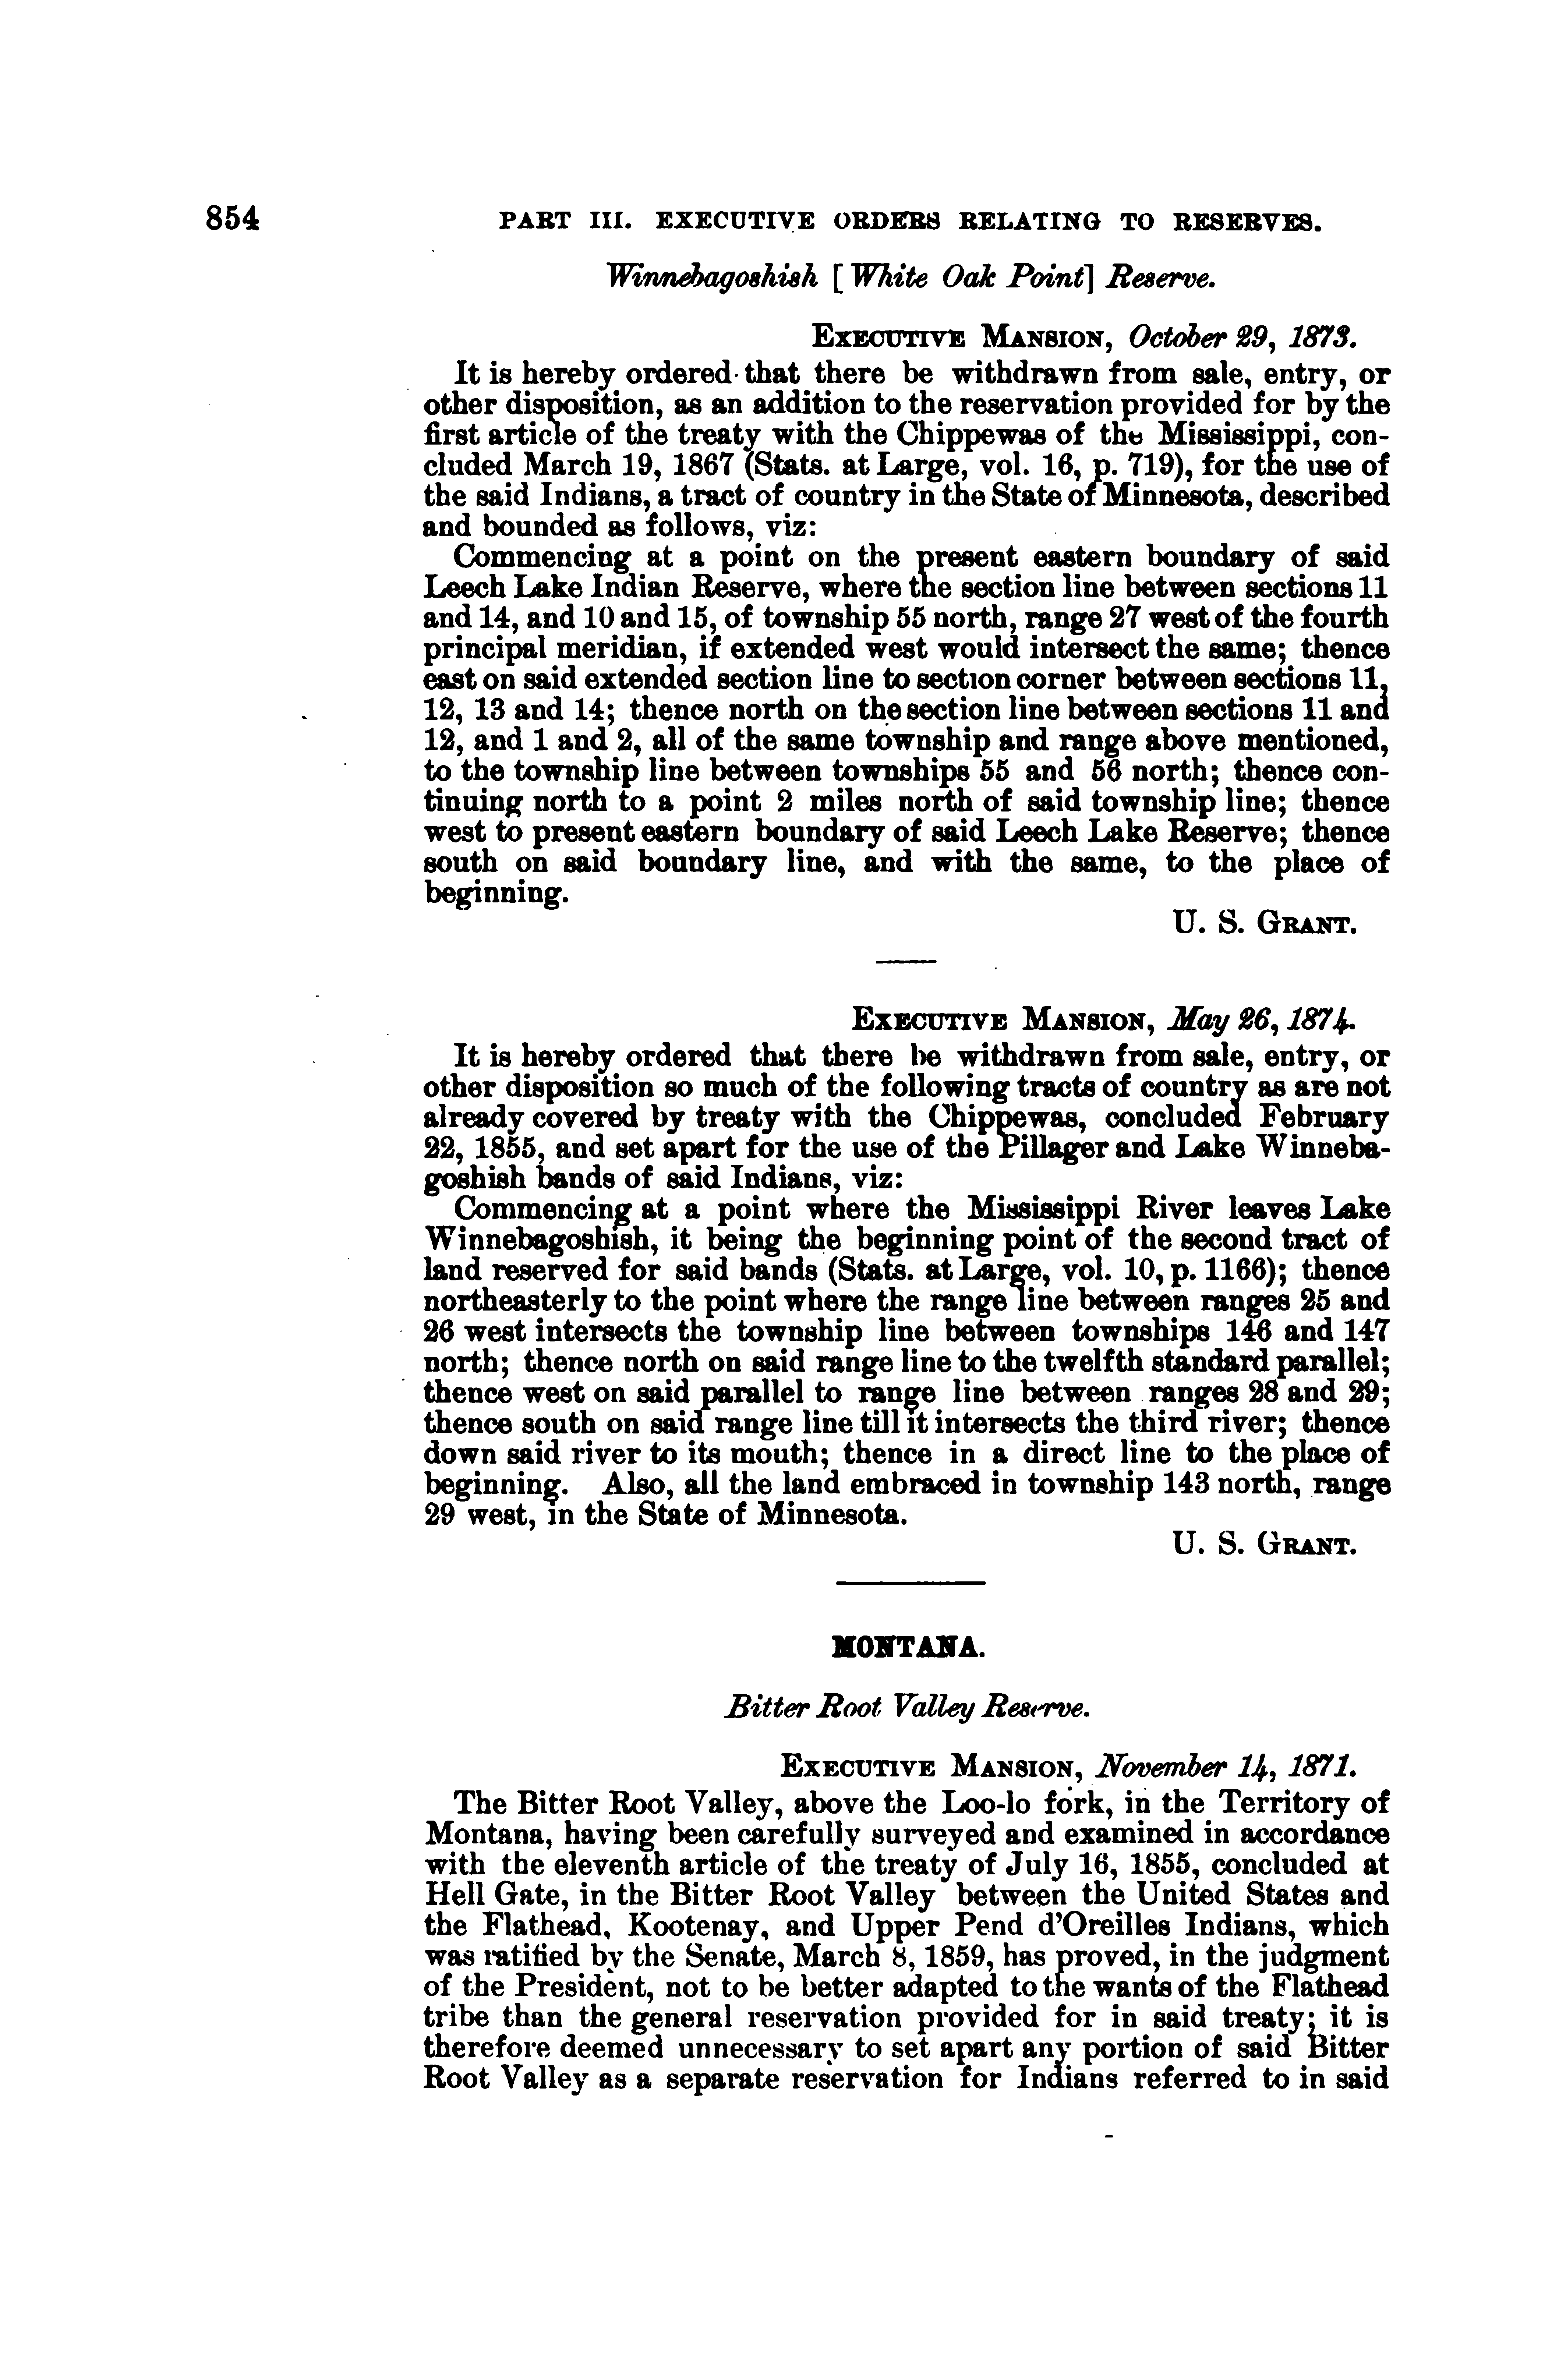 854
PART III. EXECUTIVE ORDERS RELATING TO RESERVES.
Winnebagoshish [White Oak Point] Reserve.
EXECUTIVE MANSION, October 29, 1873.
It is hereby ordered that there be withdrawn from sale, entry, or
other disposition, as an addition to the reservation provided for by the
first article of the treaty with the Chippewas of the Mississippi, con-
cluded March 19, 1867 (Stats. at Large, vol. 16, p. 719), for the use of
the said Indians, a tract of country in the State of Minnesota, described
and bounded as follows, viz:
Commencing at a point on the present eastern boundary of said
Leech Lake Indian Reserve, where the section line between sections 11
and 14, and 10 and 15, of township 55 north, range 27 west of the fourth
principal meridian, if extended west would intersect the same; thence
east on said extended section line to section corner between sections 11,
12, 13 and 14; thence north on the section line between sections 11 and
12, and 1 and 2, all of the same township and range above mentioned,
to the township line between townships 55 and 56 north; thence con-
tinuing north to a point 2 miles north of said township line; thence
west to present eastern boundary of said Leech Lake Reserve; thence
south on said boundary line, and with the same, to the place of
beginning.
U. S. GRANT.
EXECUTIVE MANSION, May 26, 1874.
It is hereby ordered that there be withdrawn from sale, entry, or
other disposition so much of the following tracts of country as are not
already covered by treaty with the Chippewas, concluded February
22, 1855, and set apart for the use of the Pillager and Lake Winneba-
goshish bands of said Indians, viz:
Commencing at a point where the Mississippi River leaves Lake
Winnebagoshish, it being the beginning point of the second tract of
land reserved for said bands (Stats. at Large, vol. 10, p. 1166); thence
northeasterly to the point where the range line between ranges 25 and
26 west intersects the township line between townships 146 and 147
north; thence north on said range line to the twelfth standard parallel;
thence west on said parallel to range line between ranges 28 and 29;
thence south on said range line till it intersects the third river; thence
down said river to its mouth; thence in a direct line to the place of
beginning. Also, all the land embraced in township 143 north, range
29 west, in the State of Minnesota.
U. S. GRANT.
MONTANA.
Bitter Root Valley Reserve.
EXECUTIVE MANSION, November 14, 1871.
The Bitter Root Valley, above the Loo-lo fork, in the Territory of
Montana, having been carefully surveyed and examined in accordance
with the eleventh article of the treaty of July 16, 1855, concluded at
Hell Gate, in the Bitter Root Valley between the United States and
the Flathead, Kootenay, and Upper Pend d'Oreilles Indians, which
was ratified by the Senate, March 8, 1859, has proved, in the judgment
of the President, not to be better adapted to the wants of the Flathead
tribe than the general reservation provided for in said treaty; it is
therefore deemed unnecessary to set apart any portion of said Bitter
Root Valley as a separate reservation for Indians referred to in said